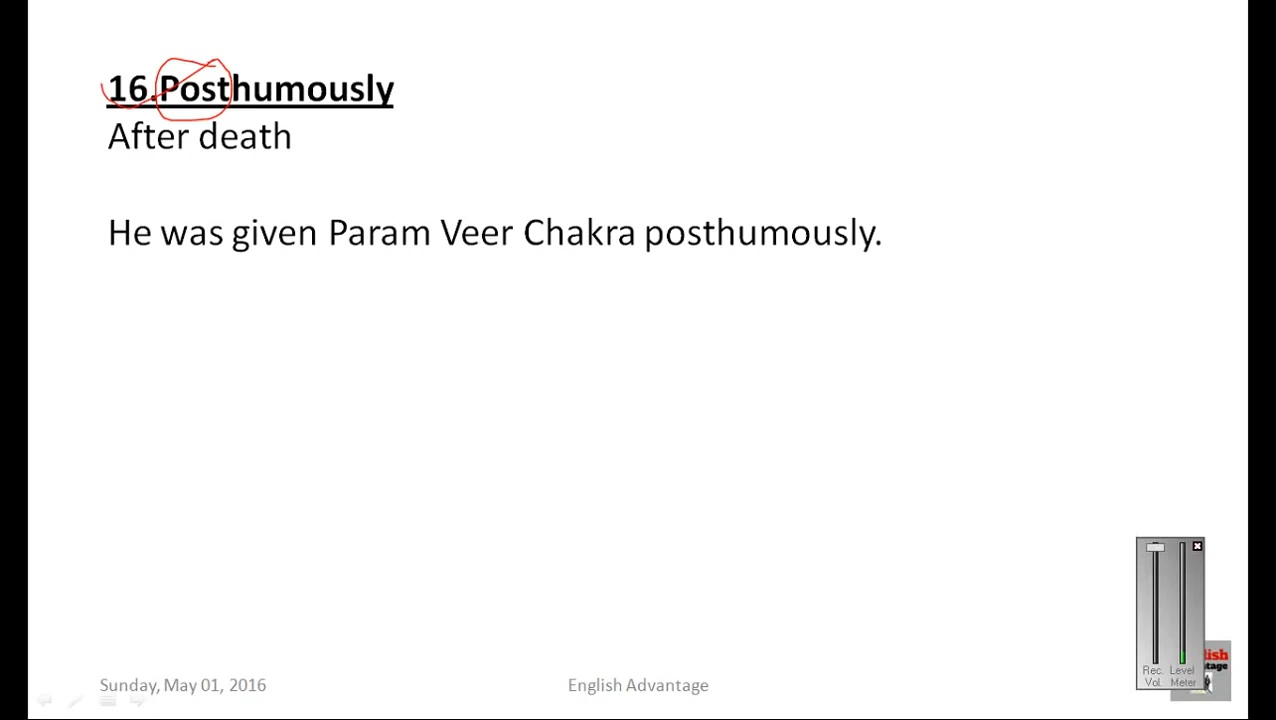 16.Posthumously
After death
He was given Param Veer Chakra posthumously.
Rec. Level
Vol. Meter
Sunday, May 01, 2016
English Advantage